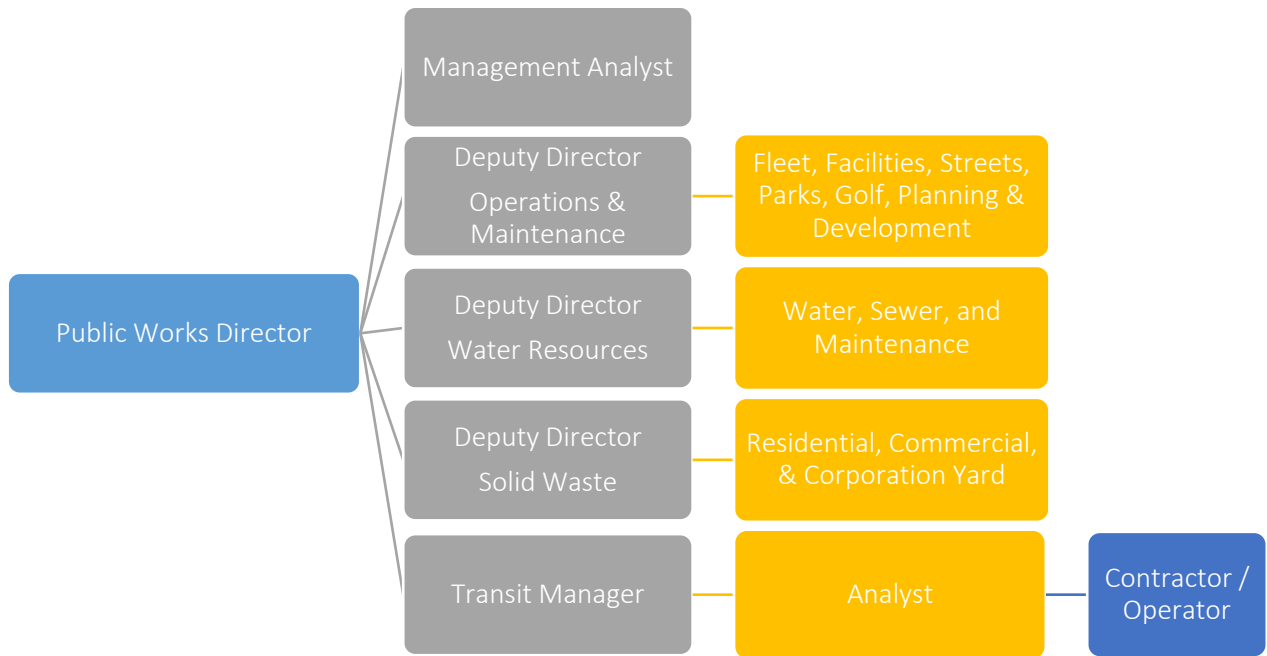 Management Analyst
Deputy Director
Operations &
Maintenance
Fleet, Facilities, Streets,
Parks, Golf, Planning &
Development
Public Works Director
Deputy Director
Water Resources
Water, Sewer, and
Maintenance
Deputy Director
Solid Waste
Residential, Commercial,
& Corporation Yard
Transit Manager
Analyst
Contractor /
Operator